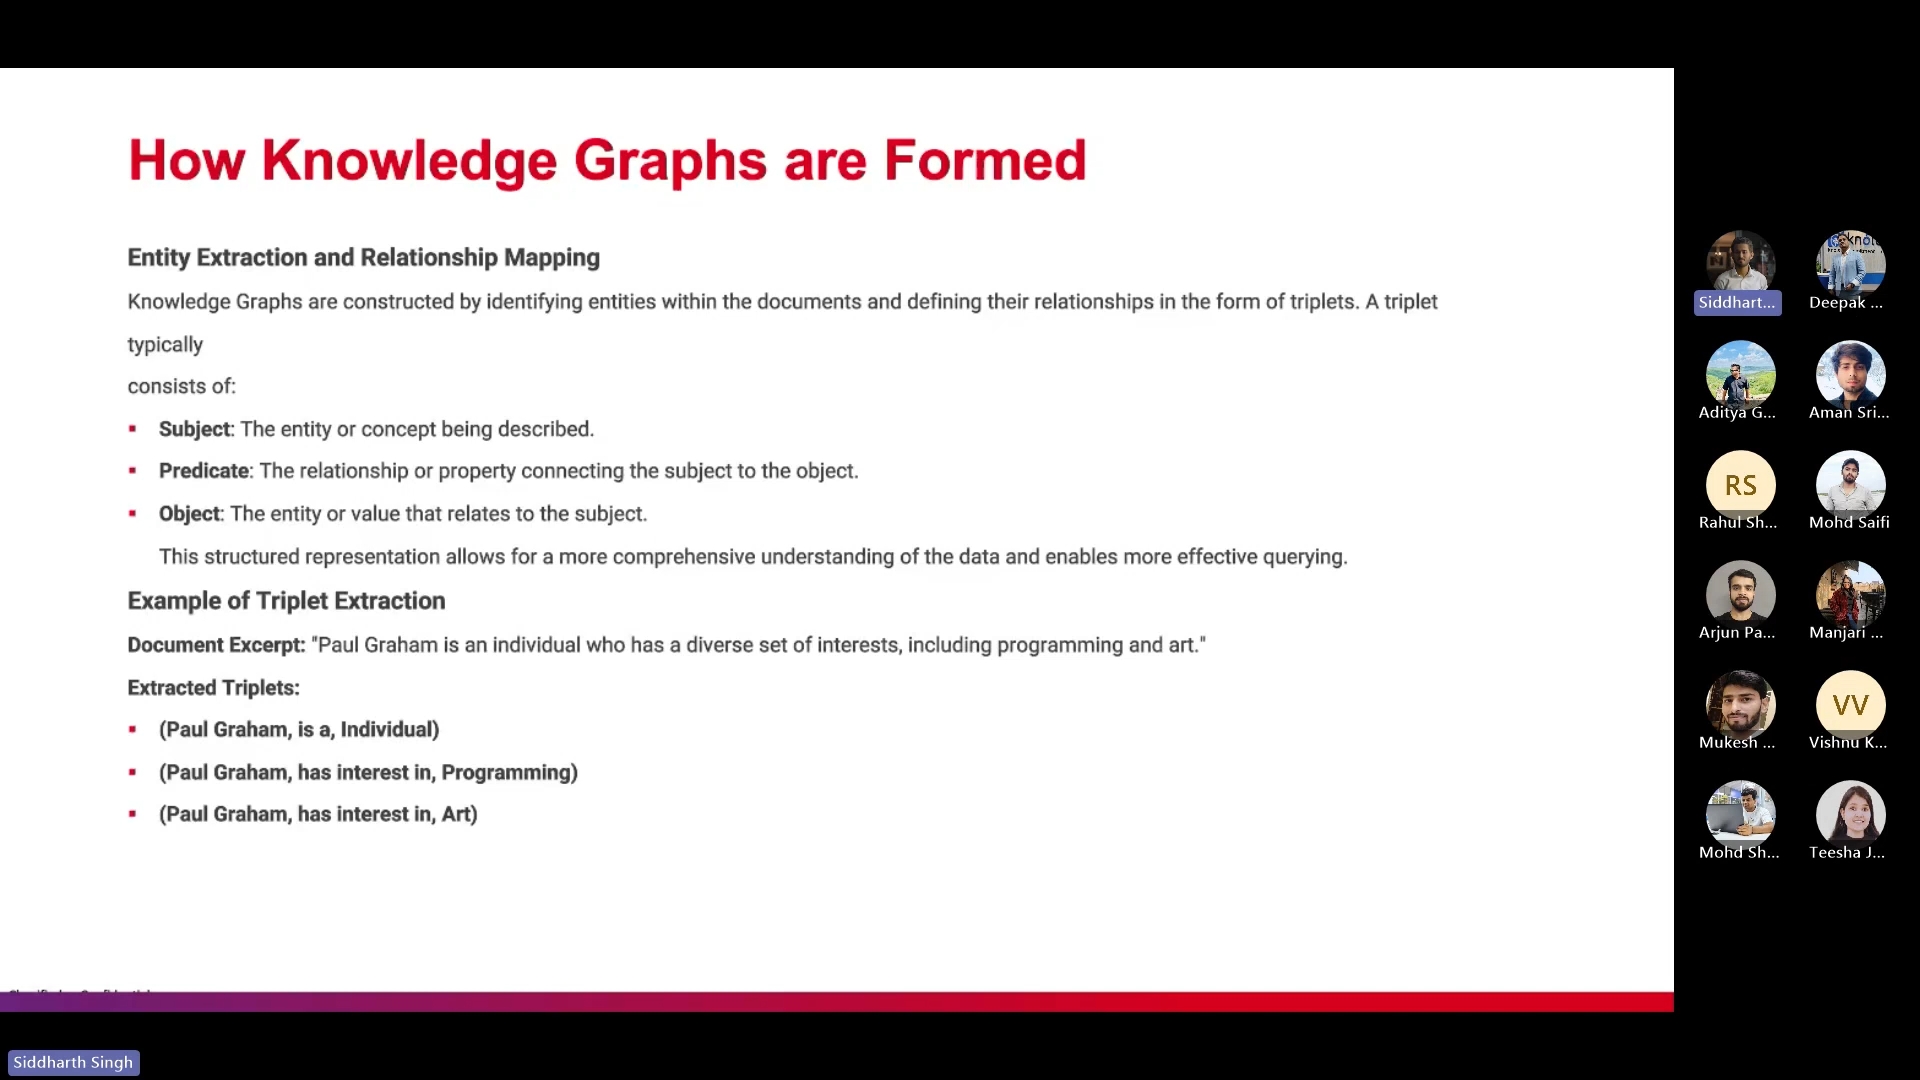 How Knowledge Graphs are Formed
Entity Extraction and Relationship Mapping
Knowledge Graphs are constructed by identifying entities within the documents and defining their relationships in the form of triplets. A triplet
typically
consists of:
▪ Subject: The entity or concept being described.
▪ Predicate: The relationship or property connecting the subject to the object.
▪ Object: The entity or value that relates to the subject.
This structured representation allows for a more comprehensive understanding of the data and enables more effective querying.
Example of Triplet Extraction
Document Excerpt: "Paul Graham is an individual who has a diverse set of interests, including programming and art."
Extracted Triplets:
▪ (Paul Graham, is a, Individual)
▪ (Paul Graham, has interest in, Programming)
▪ (Paul Graham, has interest in, Art)
Siddharth Singh
Siddhart...
Deepak ...
Aditya G...
Aman Sri...
RS
Rahul Sh...
Mohd Saifi
Arjun Pa...
Manjari ...
Mukesh ...
VV
Vishnu K...
Mohd Sh...
Teesha J...